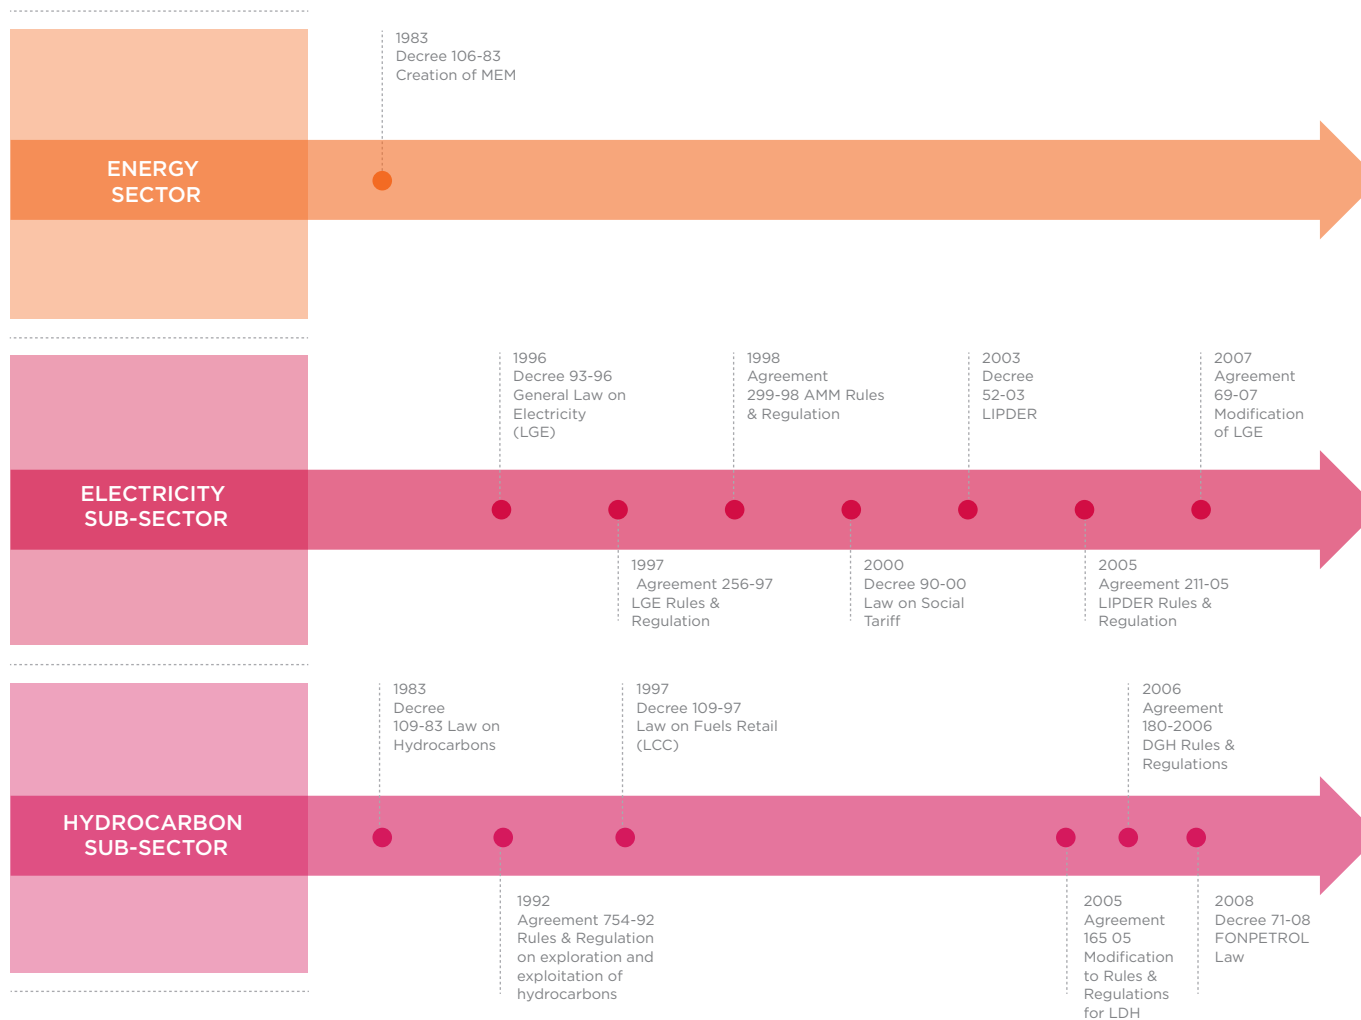 1983
Decree 106-83
Creation of MEM
ENERGY
SECTOR
1996
Decree 93-96
General Law on
Electricity
(LGE)
1998
Agreement
299-98 AMM Rules
& Regulation
2003
Decree
52-03
LIPDER
2007
Agreement
69-07
Modification
of LGE
ELECTRICITY
SUB-SECTOR
1997
Agreement 256-97
LGE Rules &
Regulation
2000
Decree 90-00
Law on Social
Tariff
2005
Agreement 211-05
LIPDER Rules &
Regulation
1983
Decree
109-83 Law on
Hydrocarbons
1997
Decree 109-97
Law on Fuels Retail
(LCC)
2006
Agreement
180-2006
DGH Rules &
Regulations
HYDROCARBON
SUB-SECTOR
1992
Agreement 754-92
Rules & Regulation
on exploration and
exploitation of
hydrocarbons
2005
Agreement
165 05
Modification
to Rules &
Regulations
for LDH
2008
Decree 71-08
FONPETROL
Law